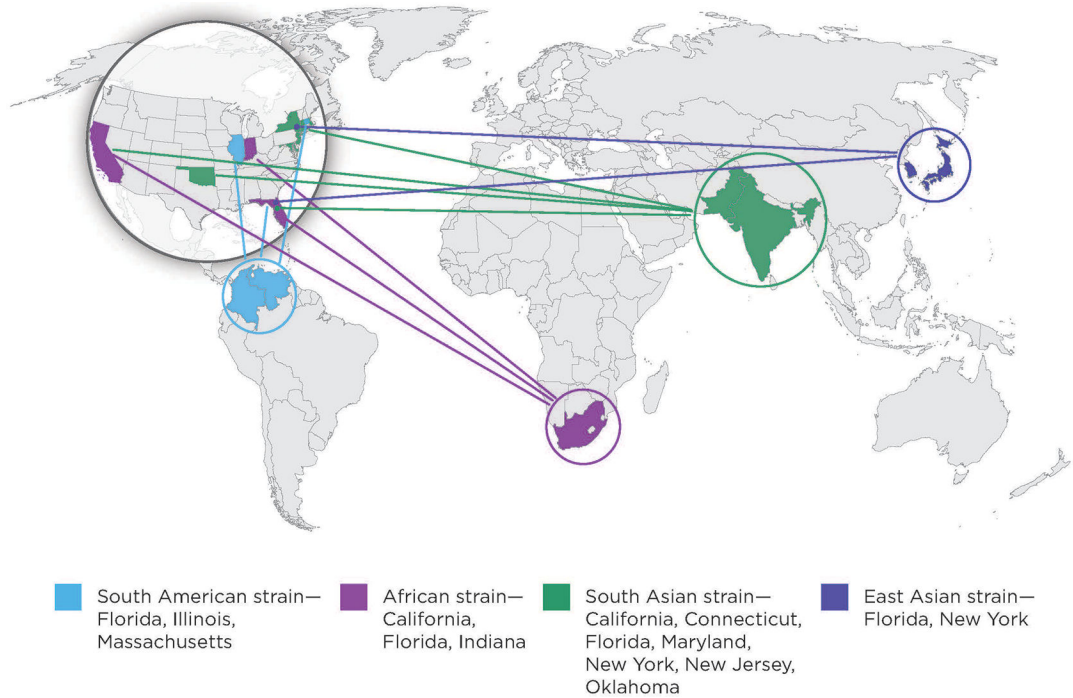 South American strain—
Florida, Illinois,
Massachusetts
African strain—
California,
Florida, Indiana
South Asian strain—
California, Connecticut,
Florida, Maryland,
New York, New Jersey,
Oklahoma
East Asian strain—
Florida, New York